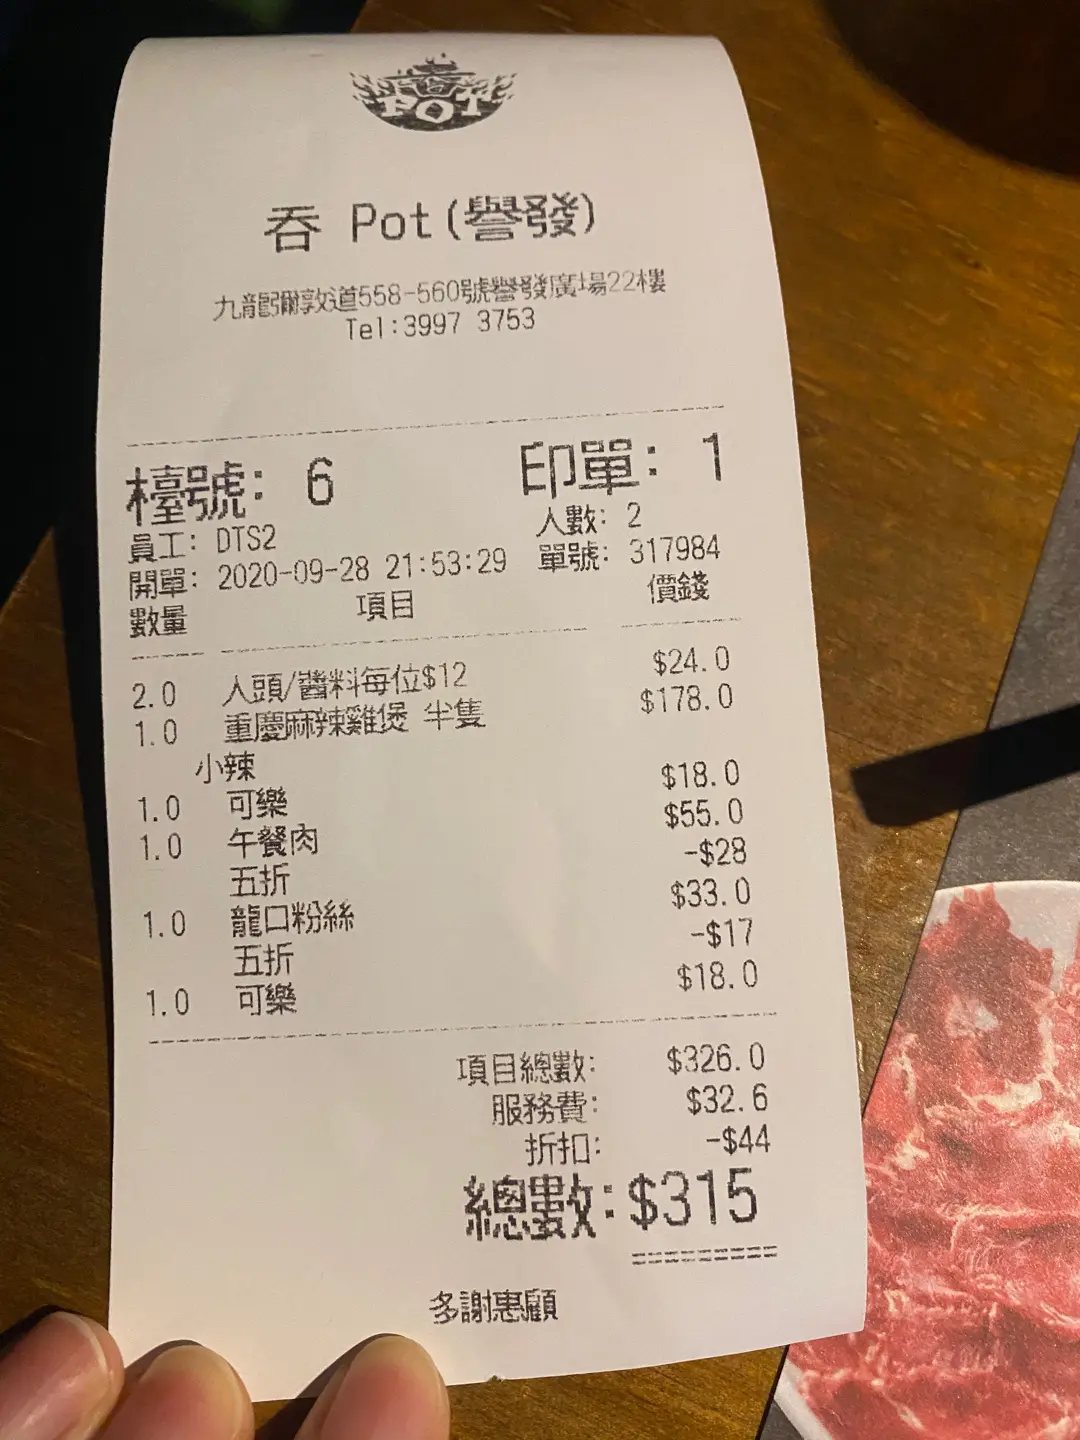 POT
吞 Pot(譽發)
九龍彌敦道558-560號譽發廣場22樓
Tel:3997 3753
檯號: 6 印單: 1
員工: DTS2 人數: 2
開單: 2020-09-28 21:53:29 單號: 317984
數量 項目 價錢
2.0 人頭/醬料每位$12 $24.0
1.0 重慶麻辣雞煲 半隻 $178.0
小辣
1.0 可樂 $18.0
1.0 午餐肉 $55.0
五折 -$28
1.0 龍口粉絲 $33.0
五折 -$17
1.0 可樂 $18.0
項目總數: $326.0
服務費: $32.6
折扣: -$44
總數:$315
多謝惠顧